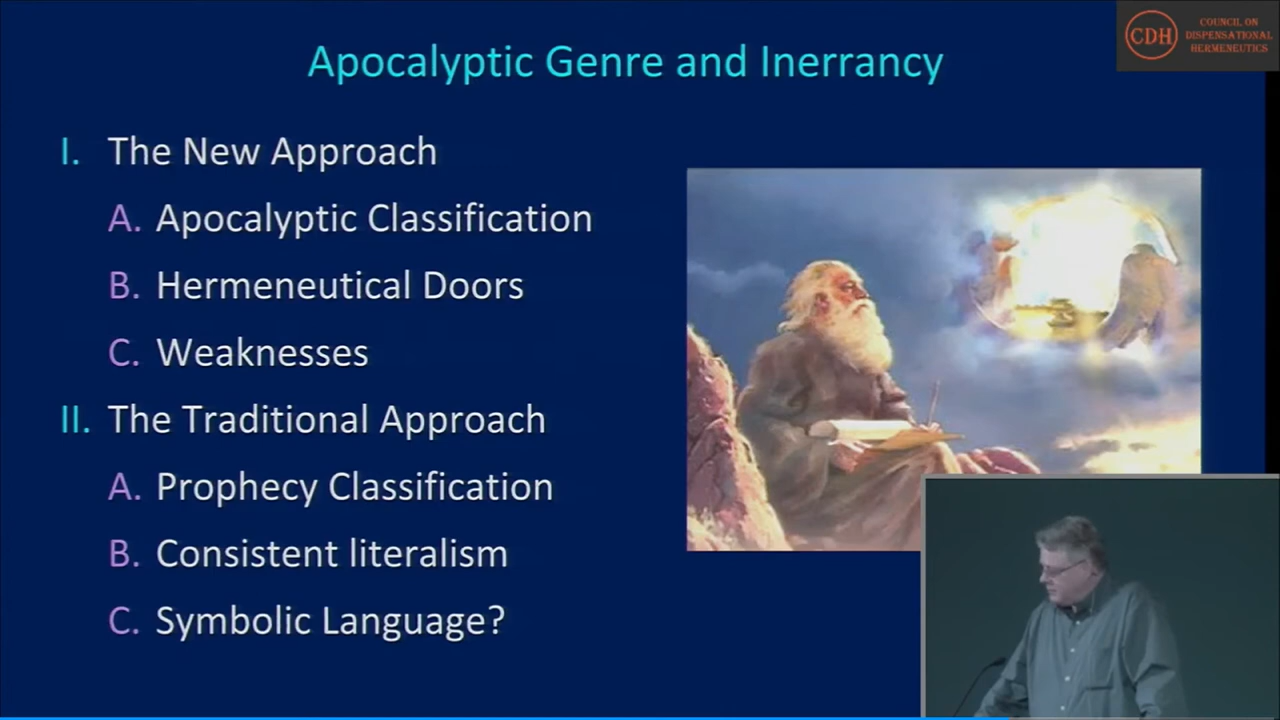 Apocalyptic Genre and Inerrancy
I. The New Approach
A. Apocalyptic Classification
B. Hermeneutical Doors
C. Weaknesses
II. The Traditional Approach
A. Prophecy Classification
B. Consistent literalism
C. Symbolic Language?
CDH
COUNCIL ON
DISPENSATIONAL
HERMENEUTICS